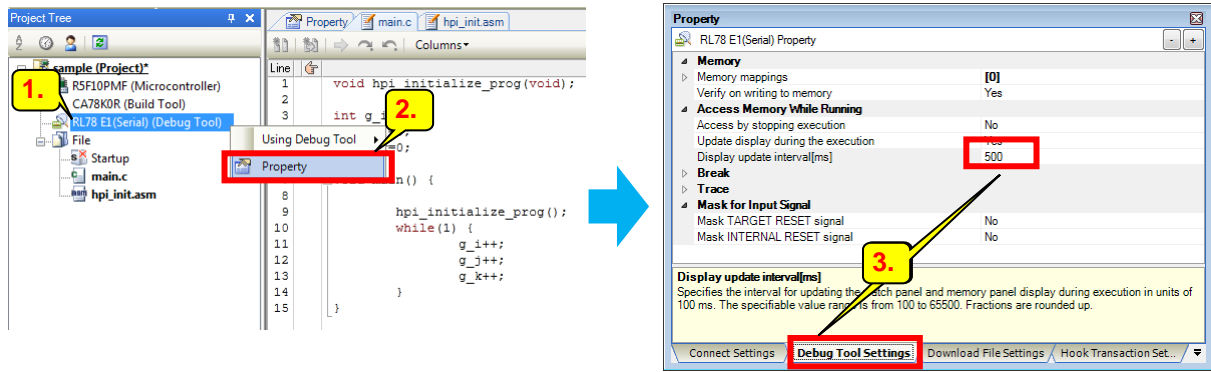 Project Tree
sample (Project)*
R5F10PMF (Microcontroller)
CA78K0R (Build Tool)
RL78 E1(Serial) (Debug Tool)
File
Startup
main.c
hpi_init.asm
1.
Property
main.c
hpi_init.asm
Columns
Line
1 void hpi_initialize_prog(void);
2
3 int g_i
=0;
8
9 hpi_initialize_prog();
10 while(1) {
11 g_i++;
12 g_j++;
13 g_k++;
14 }
15 }
2.
Using Debug Tool
Property
Property
RL78 E1(Serial) Property
- +
Memory
Memory mappings [0]
Verify on writing to memory Yes
Access Memory While Running
Access by stopping execution No
Update display during the execution Yes
Display update interval[ms] 500
Break
Trace
Mask for Input Signal
Mask TARGET RESET signal No
Mask INTERNAL RESET signal No
3.
Display update interval[ms]
Specifies the interval for updating the watch panel and memory panel display during execution in units of
100 ms. The specifiable value range is from 100 to 65500. Fractions are rounded up.
Connect Settings Debug Tool Settings Download File Settings Hook Transaction Set...